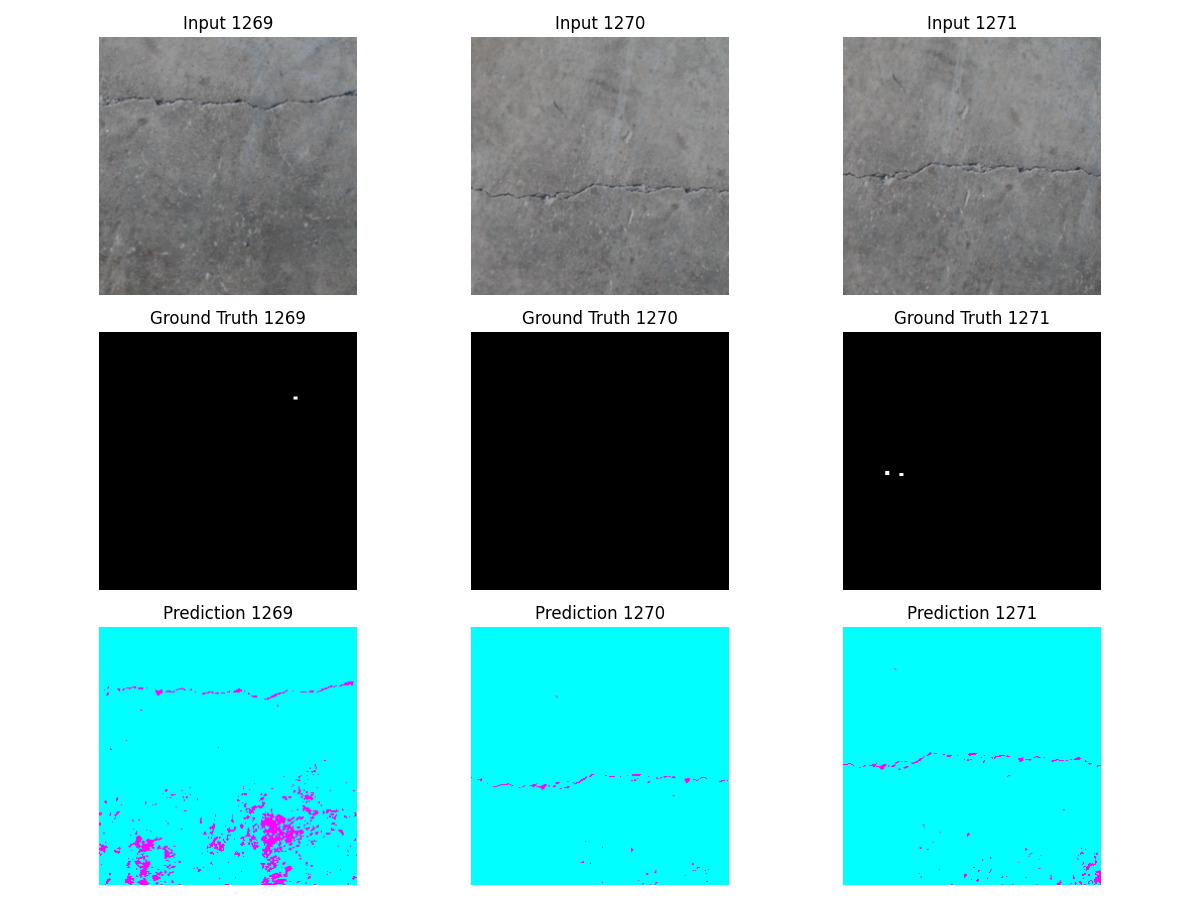 Input 1269
Input 1270
Input 1271
Ground Truth 1269
Ground Truth 1270
Ground Truth 1271
Prediction 1269
Prediction 1270
Prediction 1271